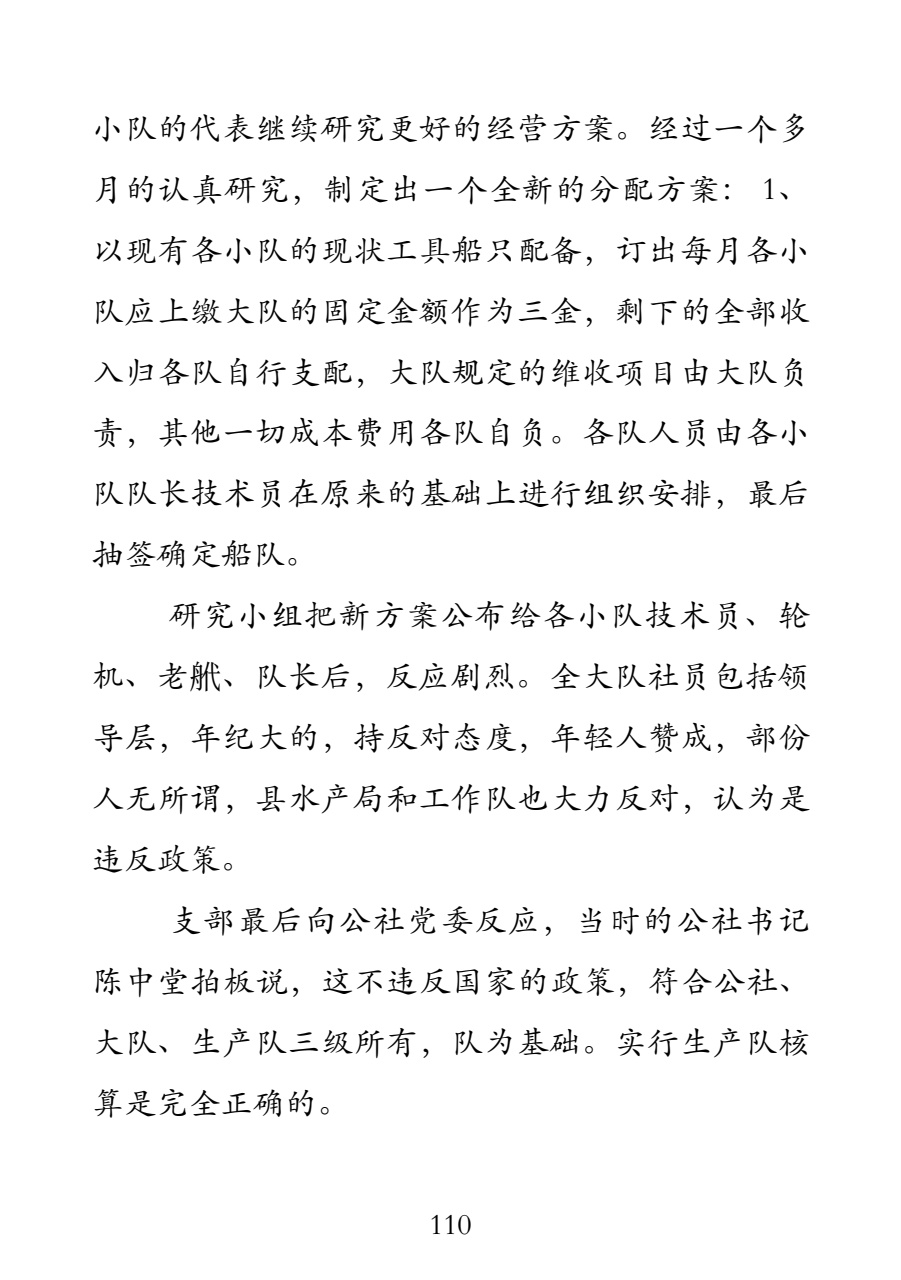 小队的代表继续研究更好的经营方案。经过一个多
月的认真研究，制定出一个全新的分配方案： 1、
以现有各小队的现状工具船只配备，订出每月各小
队应上缴大队的固定金额作为三金，剩下的全部收
入归各队自行支配，大队规定的维收项目由大队负
责，其他一切成本费用各队自负。各队人员由各小
队队长技术员在原来的基础上进行组织安排，最后
抽签确定船队。
研究小组把新方案公布给各小队技术员、轮
机、老䑧、队长后，反应剧烈。全大队社员包括领
导层，年纪大的，持反对态度，年轻人赞成，部份
人无所谓，县水产局和工作队也大力反对，认为是
违反政策。
支部最后向公社党委反应，当时的公社书记
陈中堂拍板说，这不违反国家的政策，符合公社、
大队、生产队三级所有，队为基础。实行生产队核
算是完全正确的。
110